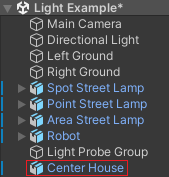 Light Example*
Main Camera
Directional Light
Left Ground
Right Ground
Spot Street Lamp
Point Street Lamp
Area Street Lamp
Robot
Light Probe Group
Center House